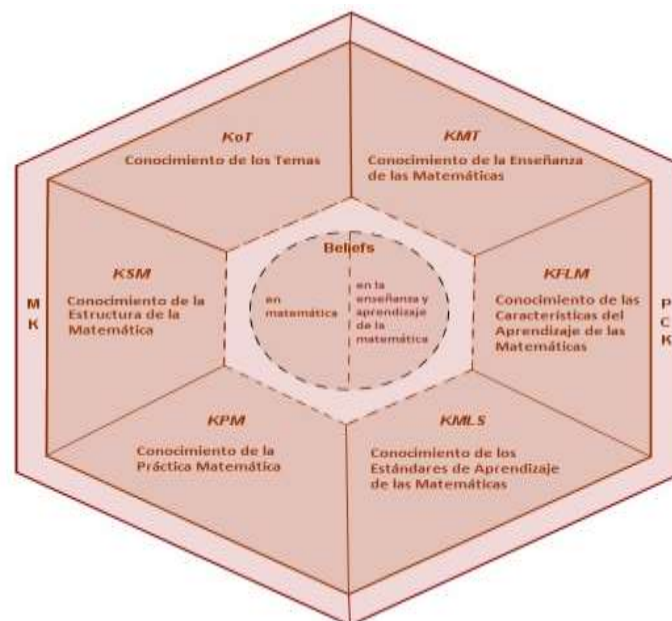 KoT
Conocimiento de los Temas
KMT
Conocimiento de la Enseñanza
de las Matemáticas
Beliefs
en
matemática
en la
enseñanza y
aprendizaje
de la
matemática
KSM
Conocimiento de la
Estructura de la
Matemática
M
K
KFLM
Conocimiento de las
Características del
Aprendizaje de las
Matemáticas
P
C
K
KPM
Conocimiento de la
Práctica Matemática
KMLS
Conocimiento de los
Estándares de Aprendizaje
de las Matemáticas